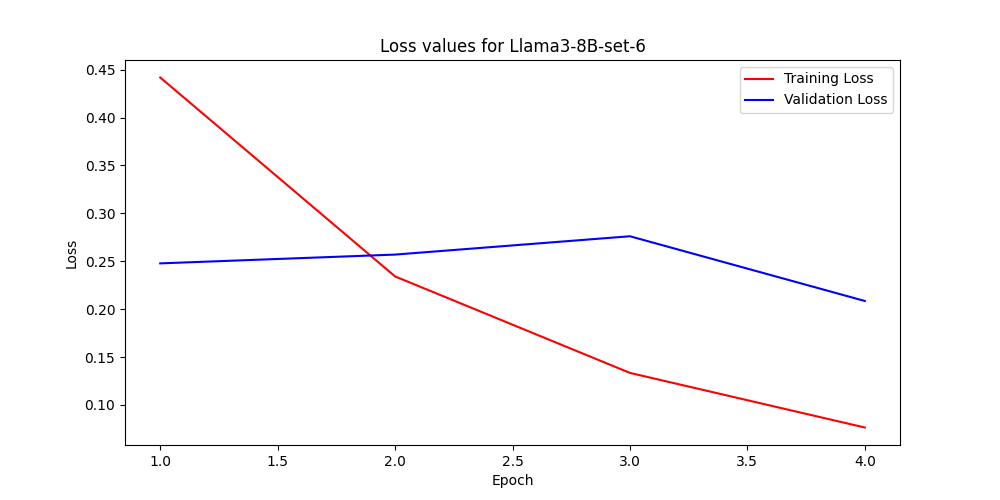 Loss values for Llama3-8B-set-6
Training Loss
Validation Loss
Loss
0.45
0.40
0.35
0.30
0.25
0.20
0.15
0.10
1.0 1.5 2.0 2.5 3.0 3.5 4.0
Epoch